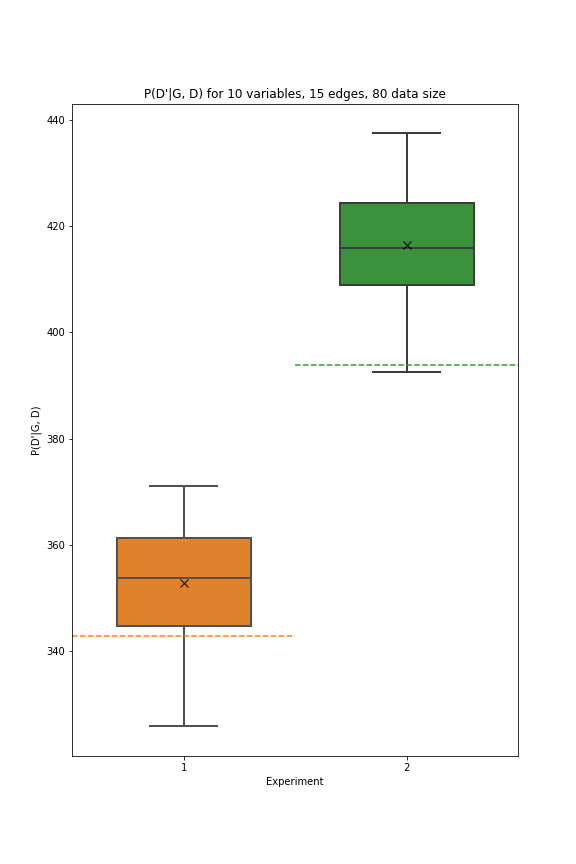 P(D'|G, D) for 10 variables, 15 edges, 80 data size
440
420
400
380
360
340
P(D'|G, D)
1
2
Experiment